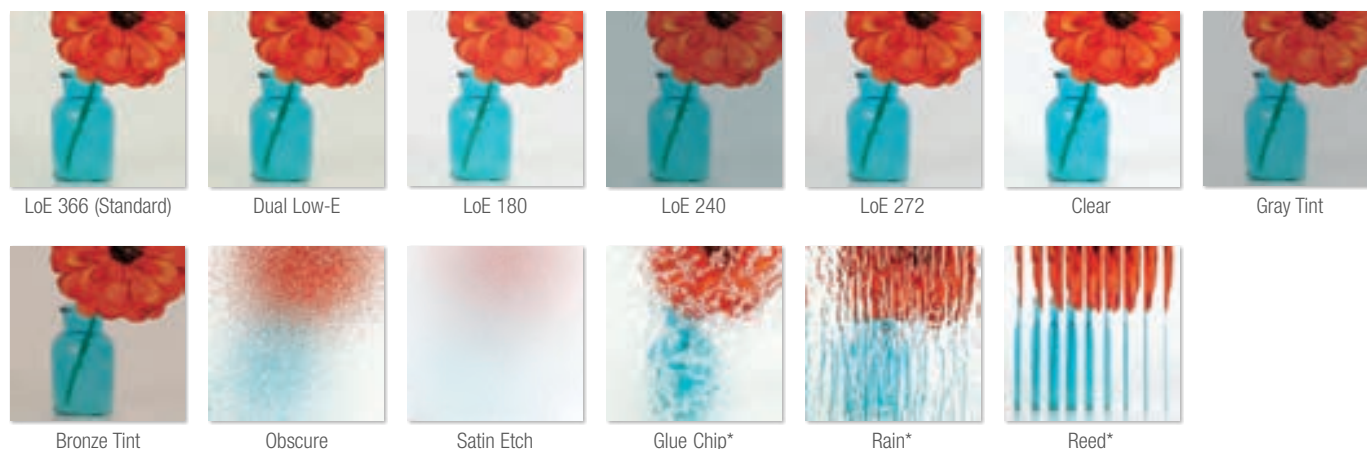 LoE 366 (Standard)
Dual Low-E
LoE 180
LoE 240
LoE 272
Clear
Gray Tint
Bronze Tint
Obscure
Satin Etch
Glue Chip*
Rain*
Reed*